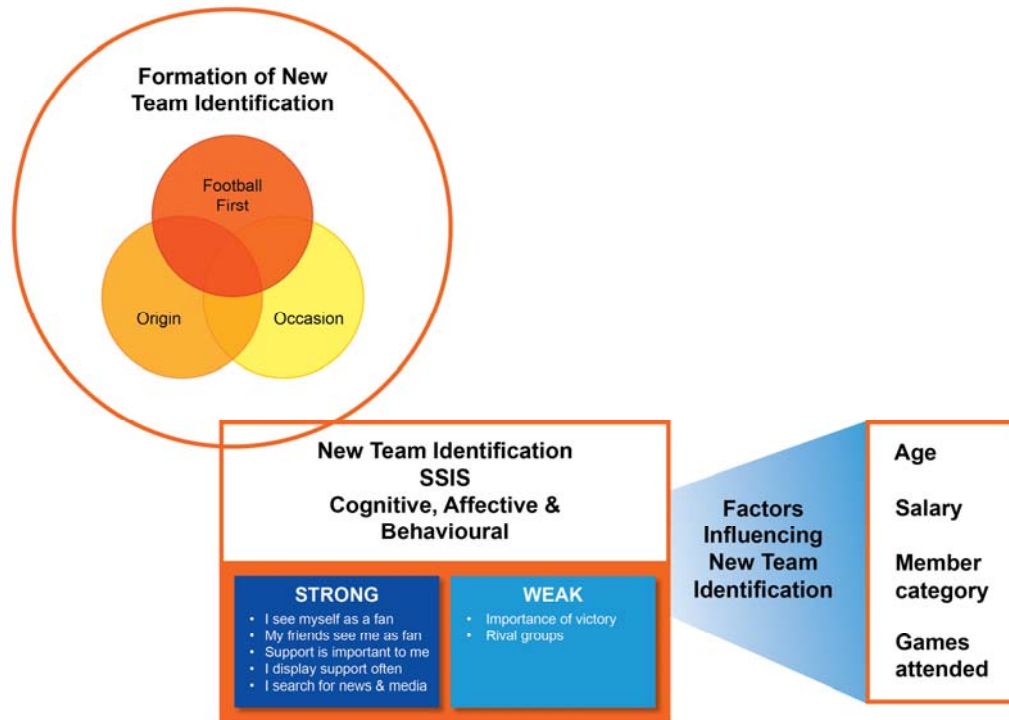 Formation of New
Team Identification
Football
First
Origin
Occasion
New Team Identification
SSIS
Cognitive, Affective &
Behavioural
STRONG
• I see myself as a fan
• My friends see me as fan
• Support is important to me
• I display support often
• I search for news & media
WEAK
• Importance of victory
• Rival groups
Factors
Influencing
New Team
Identification
Age
Salary
Member
category
Games
attended